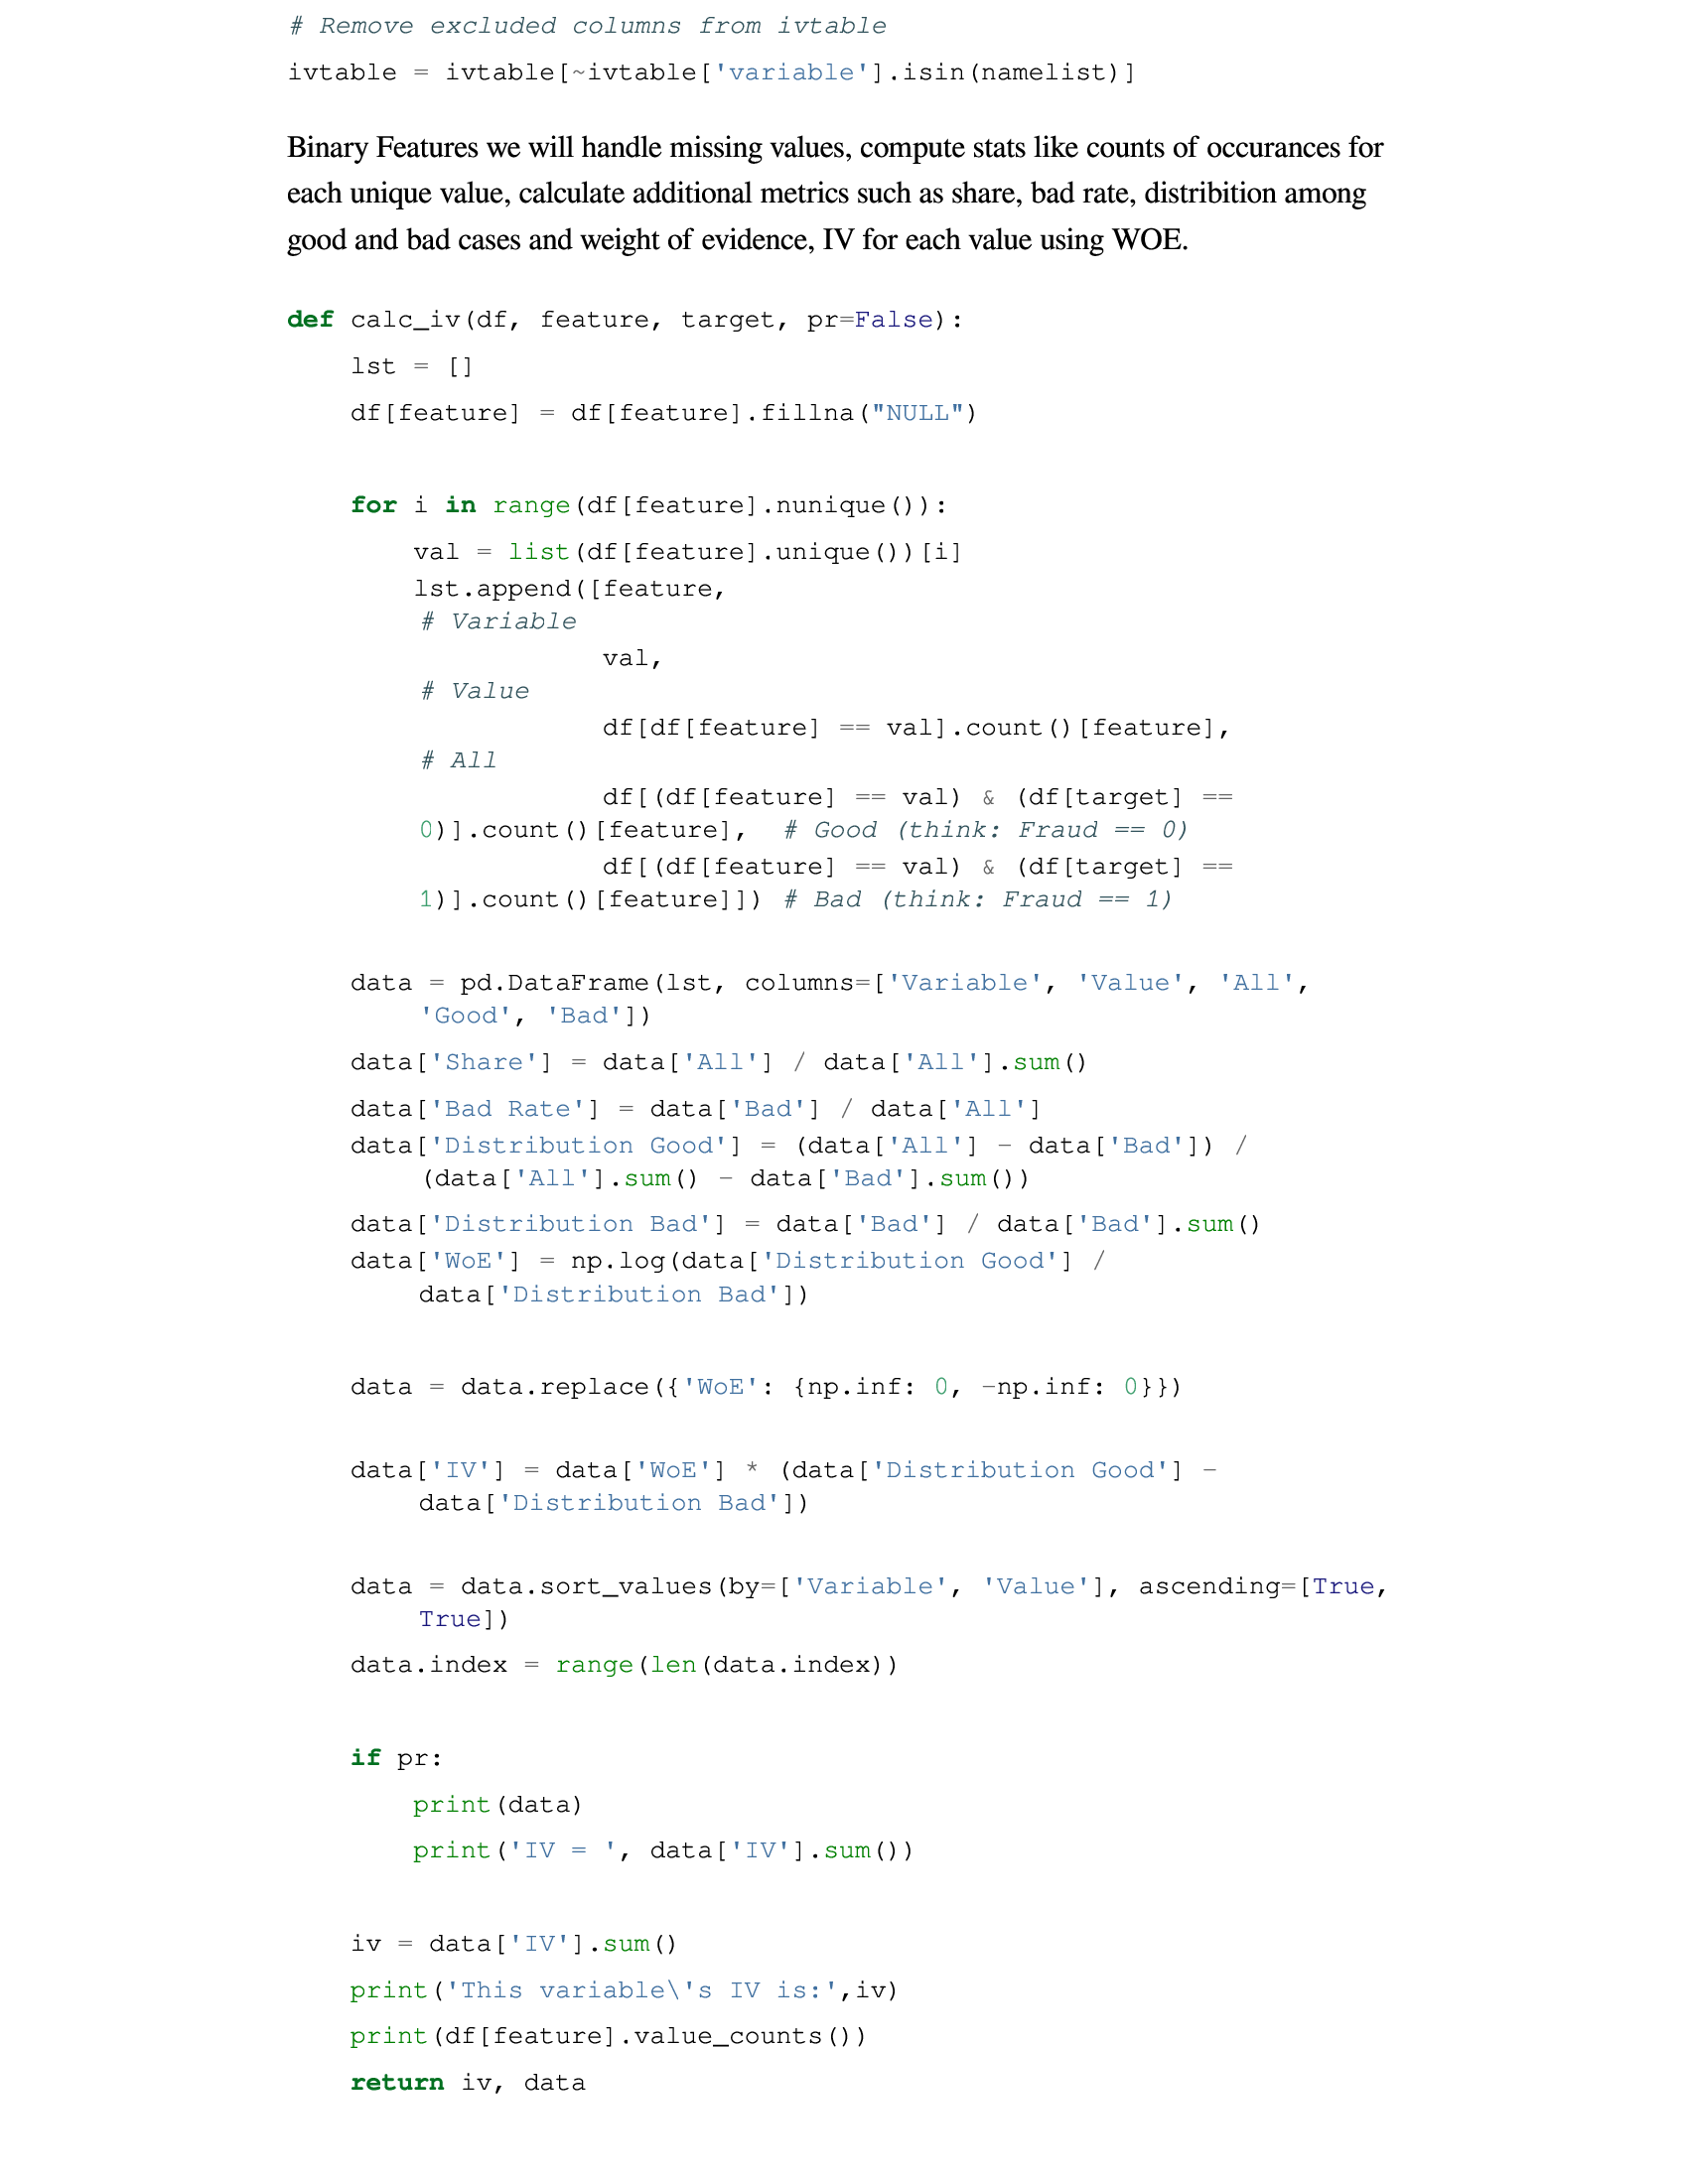 # Remove excluded columns from ivtable
ivtable = ivtable[~ivtable['variable'].isin(namelist)]
Binary Features we will handle missing values, compute stats like counts of occurances for
each unique value, calculate additional metrics such as share, bad rate, distribition among
good and bad cases and weight of evidence, IV for each value using WOE.
def calc_iv(df, feature, target, pr=False):
    lst = []
    df[feature] = df[feature].fillna("NULL")
    for i in range(df[feature].nunique()):
        val = list(df[feature].unique())[i]
        lst.append([feature,
        # Variable
                    val,
        # Value
                    df[df[feature] == val].count()[feature],
        # All
                    df[(df[feature] == val) & (df[target] ==
        0)].count()[feature],  # Good (think: Fraud == 0)
                    df[(df[feature] == val) & (df[target] ==
        1)].count()[feature]]) # Bad (think: Fraud == 1)
    data = pd.DataFrame(lst, columns=['Variable', 'Value', 'All',
        'Good', 'Bad'])
    data['Share'] = data['All'] / data['All'].sum()
    data['Bad Rate'] = data['Bad'] / data['All']
    data['Distribution Good'] = (data['All'] - data['Bad']) /
        (data['All'].sum() - data['Bad'].sum())
    data['Distribution Bad'] = data['Bad'] / data['Bad'].sum()
    data['WoE'] = np.log(data['Distribution Good'] /
        data['Distribution Bad'])
    data = data.replace({'WoE': {np.inf: 0, -np.inf: 0}})
    data['IV'] = data['WoE'] * (data['Distribution Good'] -
        data['Distribution Bad'])
    data = data.sort_values(by=['Variable', 'Value'], ascending=[True,
        True])
    data.index = range(len(data.index))
    if pr:
        print(data)
        print('IV = ', data['IV'].sum())
    iv = data['IV'].sum()
    print('This variable\'s IV is:',iv)
    print(df[feature].value_counts())
    return iv, data